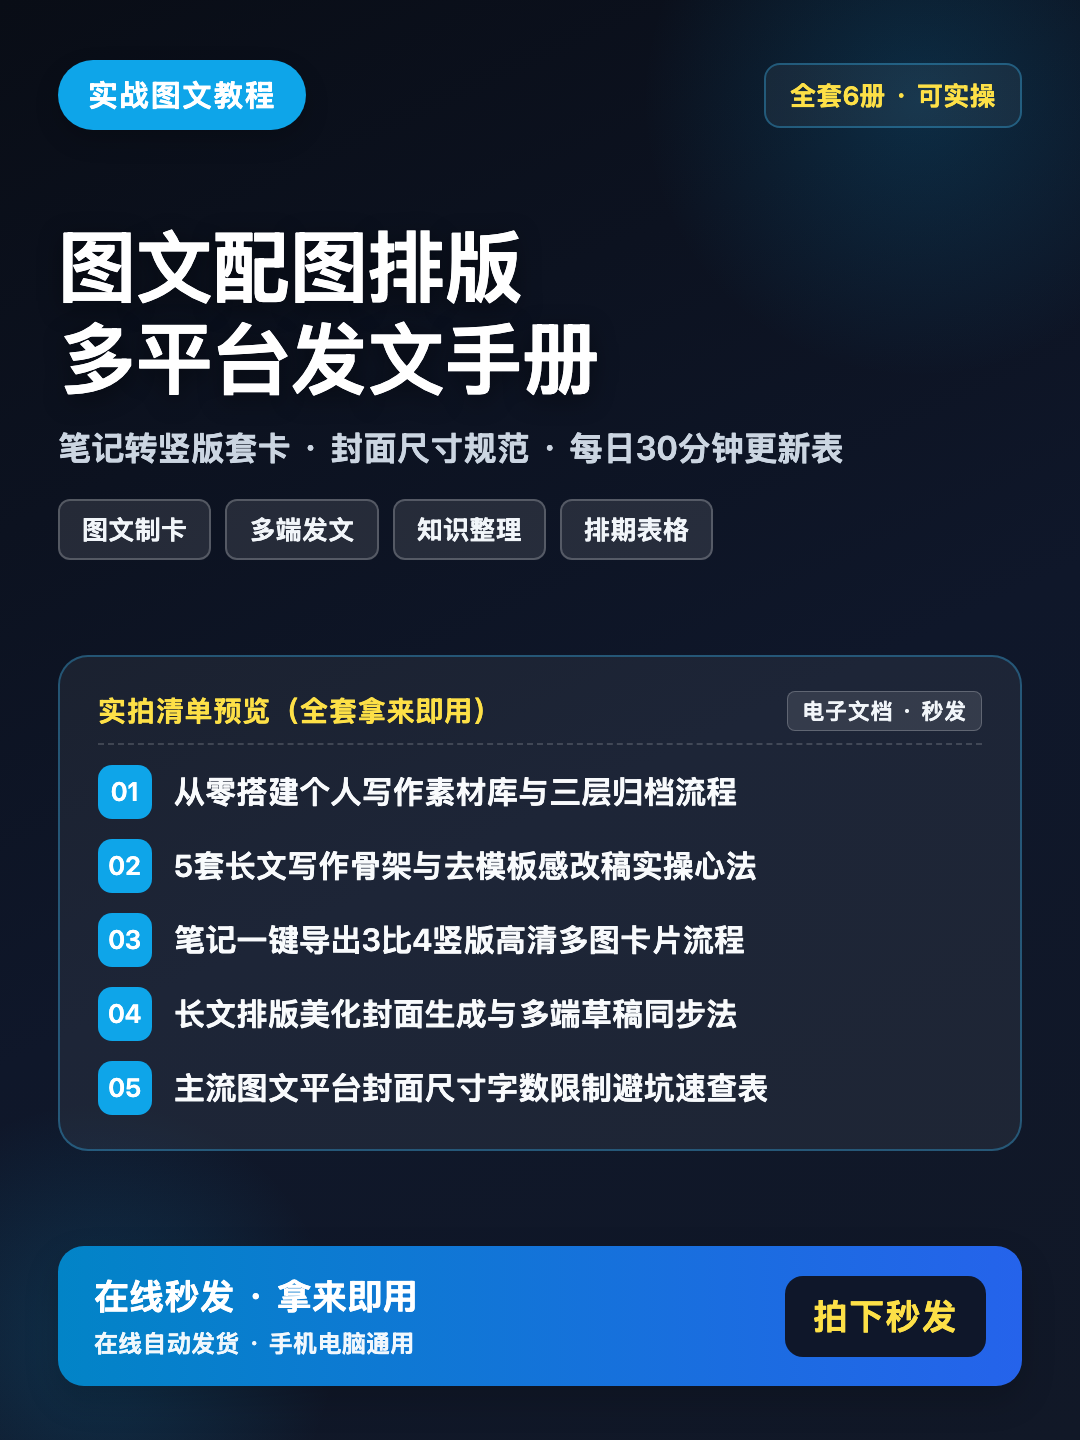 实战图文教程
全套6册 · 可实操
图文配图排版
多平台发文手册
笔记转竖版套卡 · 封面尺寸规范 · 每日30分钟更新表
图文制卡
多端发文
知识整理
排期表格
实拍清单预览（全套拿来即用）
电子文档 · 秒发
01 从零搭建个人写作素材库与三层归档流程
02 5套长文写作骨架与去模板感改稿实操心法
03 笔记一键导出3比4竖版高清多图卡片流程
04 长文排版美化封面生成与多端草稿同步法
05 主流图文平台封面尺寸字数限制避坑速查表
在线秒发 · 拿来即用
在线自动发货 · 手机电脑通用
拍下秒发